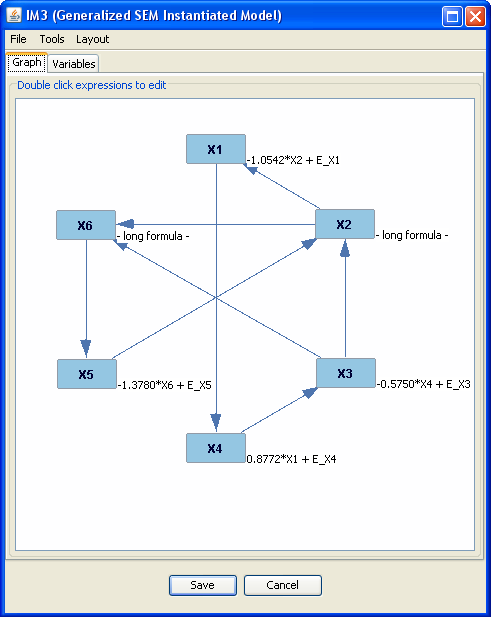 IM3 (Generalized SEM Instantiated Model)
File Tools Layout
Graph Variables
Double click expressions to edit
X1
-1.0542*X2 + E_X1
X6
- long formula -
X2
- long formula -
X5
-1.3780*X6 + E_X5
X3
-0.5750*X4 + E_X3
X4
0.8772*X1 + E_X4
Save Cancel